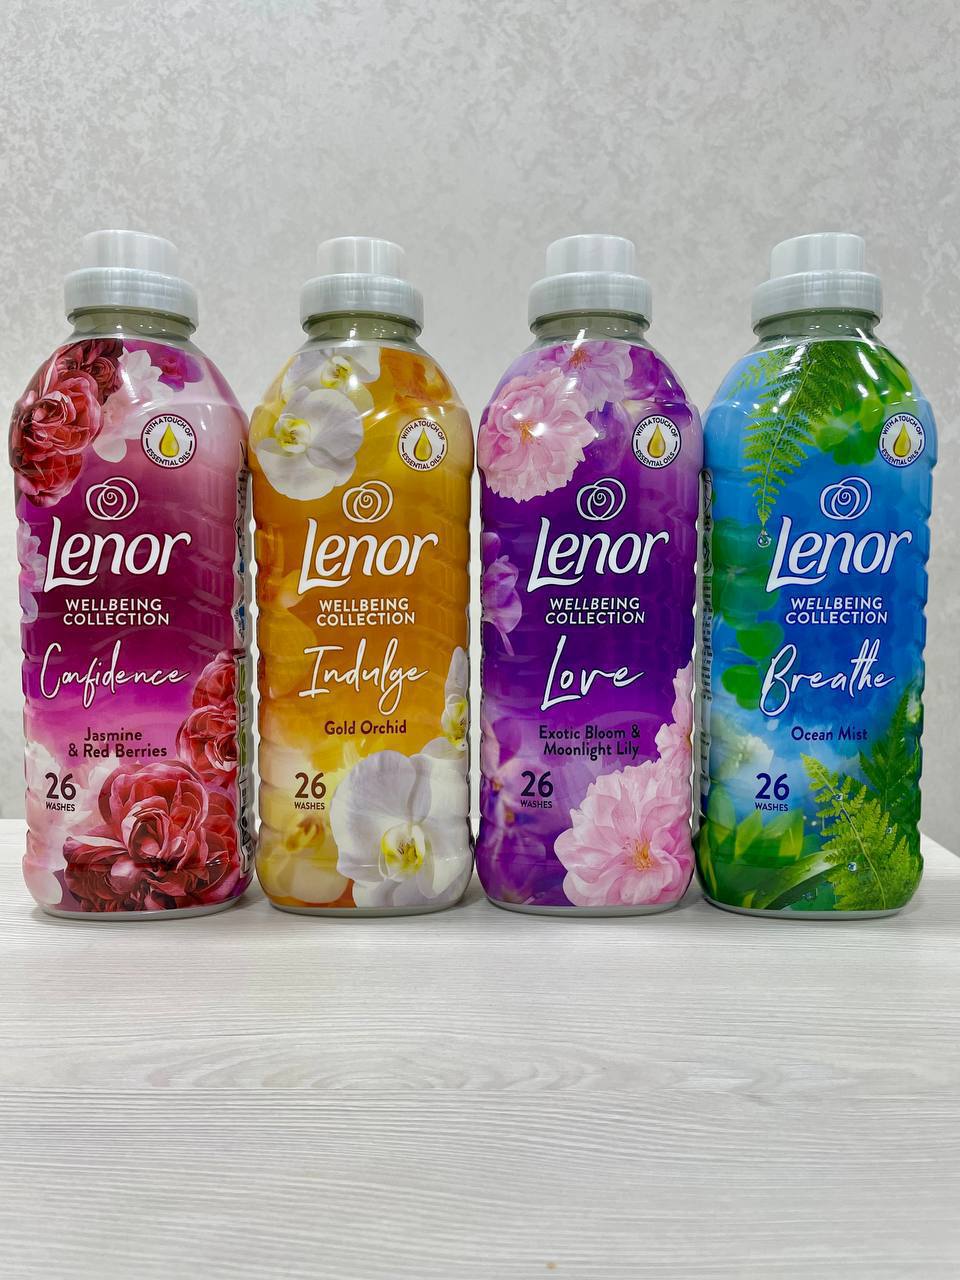 WITH A TOUCH OF
ESSENTIAL OILS
Lenor
WELLBEING
COLLECTION
Confidence
Jasmine
& Red Berries
26
WASHES
WITH A TOUCH OF
ESSENTIAL OILS
Lenor
WELLBEING
COLLECTION
Indulge
Gold Orchid
26
WASHES
WITH A TOUCH OF
ESSENTIAL OILS
Lenor
WELLBEING
COLLECTION
Love
Exotic Bloom &
Moonlight Lily
26
WASHES
WITH A TOUCH OF
ESSENTIAL OILS
Lenor
WELLBEING
COLLECTION
Breathe
Ocean Mist
26
WASHES